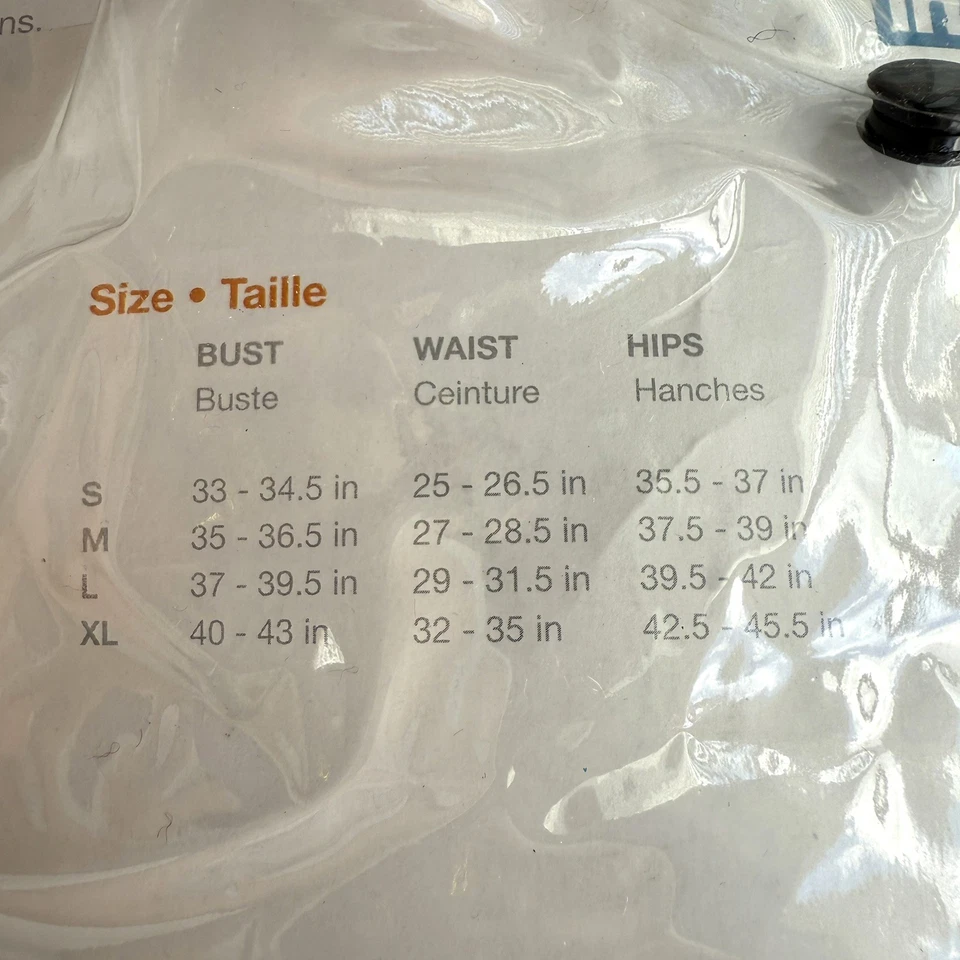 ns.
Size • Taille
BUST WAIST HIPS
Buste Ceinture Hanches
S 33 - 34.5 in 25 - 26.5 in 35.5 - 37 in
M 35 - 36.5 in 27 - 28.5 in 37.5 - 39 in
L 37 - 39.5 in 29 - 31.5 in 39.5 - 42 in
XL 40 - 43 in 32 - 35 in 42.5 - 45.5 in